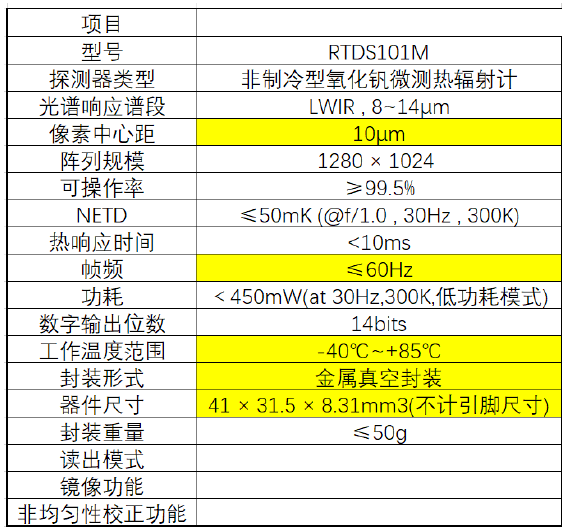 项目
型号 RTDS101M
探测器类型 非制冷型氧化钒微测热辐射计
光谱响应谱段 LWIR , 8~14μm
像素中心距 10μm
阵列规模 1280 × 1024
可操作率 ≥99.5%
NETD ≤50mK (@f/1.0 , 30Hz , 300K)
热响应时间 <10ms
帧频 ≤60Hz
功耗 < 450mW(at 30Hz,300K,低功耗模式)
数字输出位数 14bits
工作温度范围 -40℃~+85℃
封装形式 金属真空封装
器件尺寸 41 × 31.5 × 8.31mm3(不计引脚尺寸)
封装重量 ≤50g
读出模式
镜像功能
非均匀性校正功能